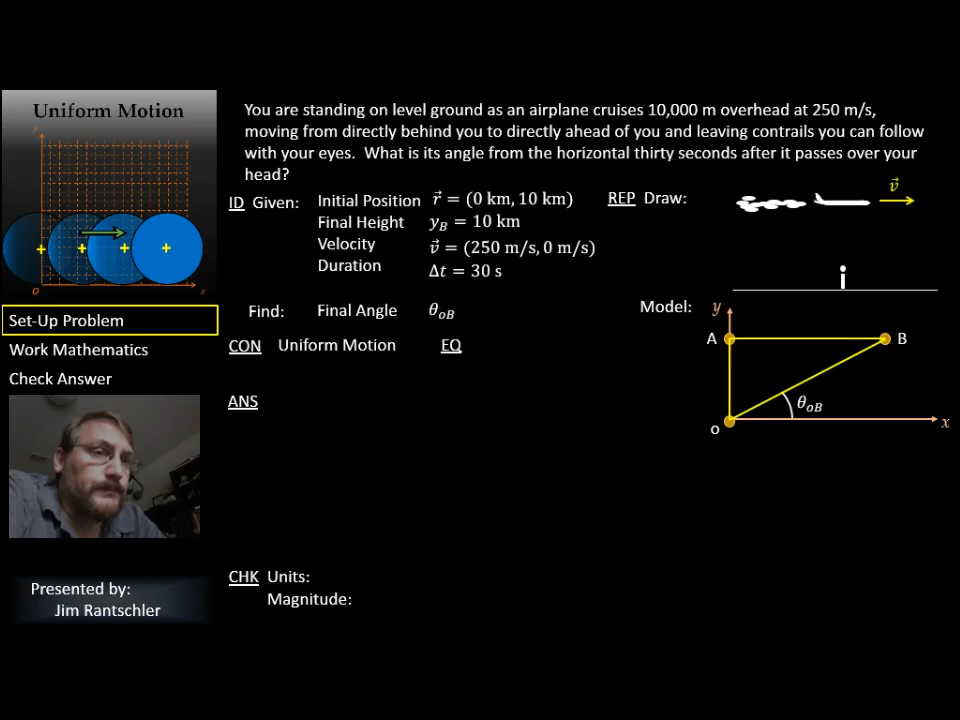 Uniform Motion
y
O
x
Set-Up Problem
Work Mathematics
Check Answer
Presented by:
Jim Rantschler
You are standing on level ground as an airplane cruises 10,000 m overhead at 250 m/s,
moving from directly behind you to directly ahead of you and leaving contrails you can follow
with your eyes.  What is its angle from the horizontal thirty seconds after it passes over your
head?
ID Given: Initial Position r⃗ = (0 km, 10 km)
Final Height y_B = 10 km
Velocity v⃗ = (250 m/s, 0 m/s)
Duration Δt = 30 s
Find: Final Angle θ_oB
CON Uniform Motion EQ
ANS
CHK Units:
Magnitude:
REP Draw:
v⃗
Model:
y
A B
θ_oB
o x